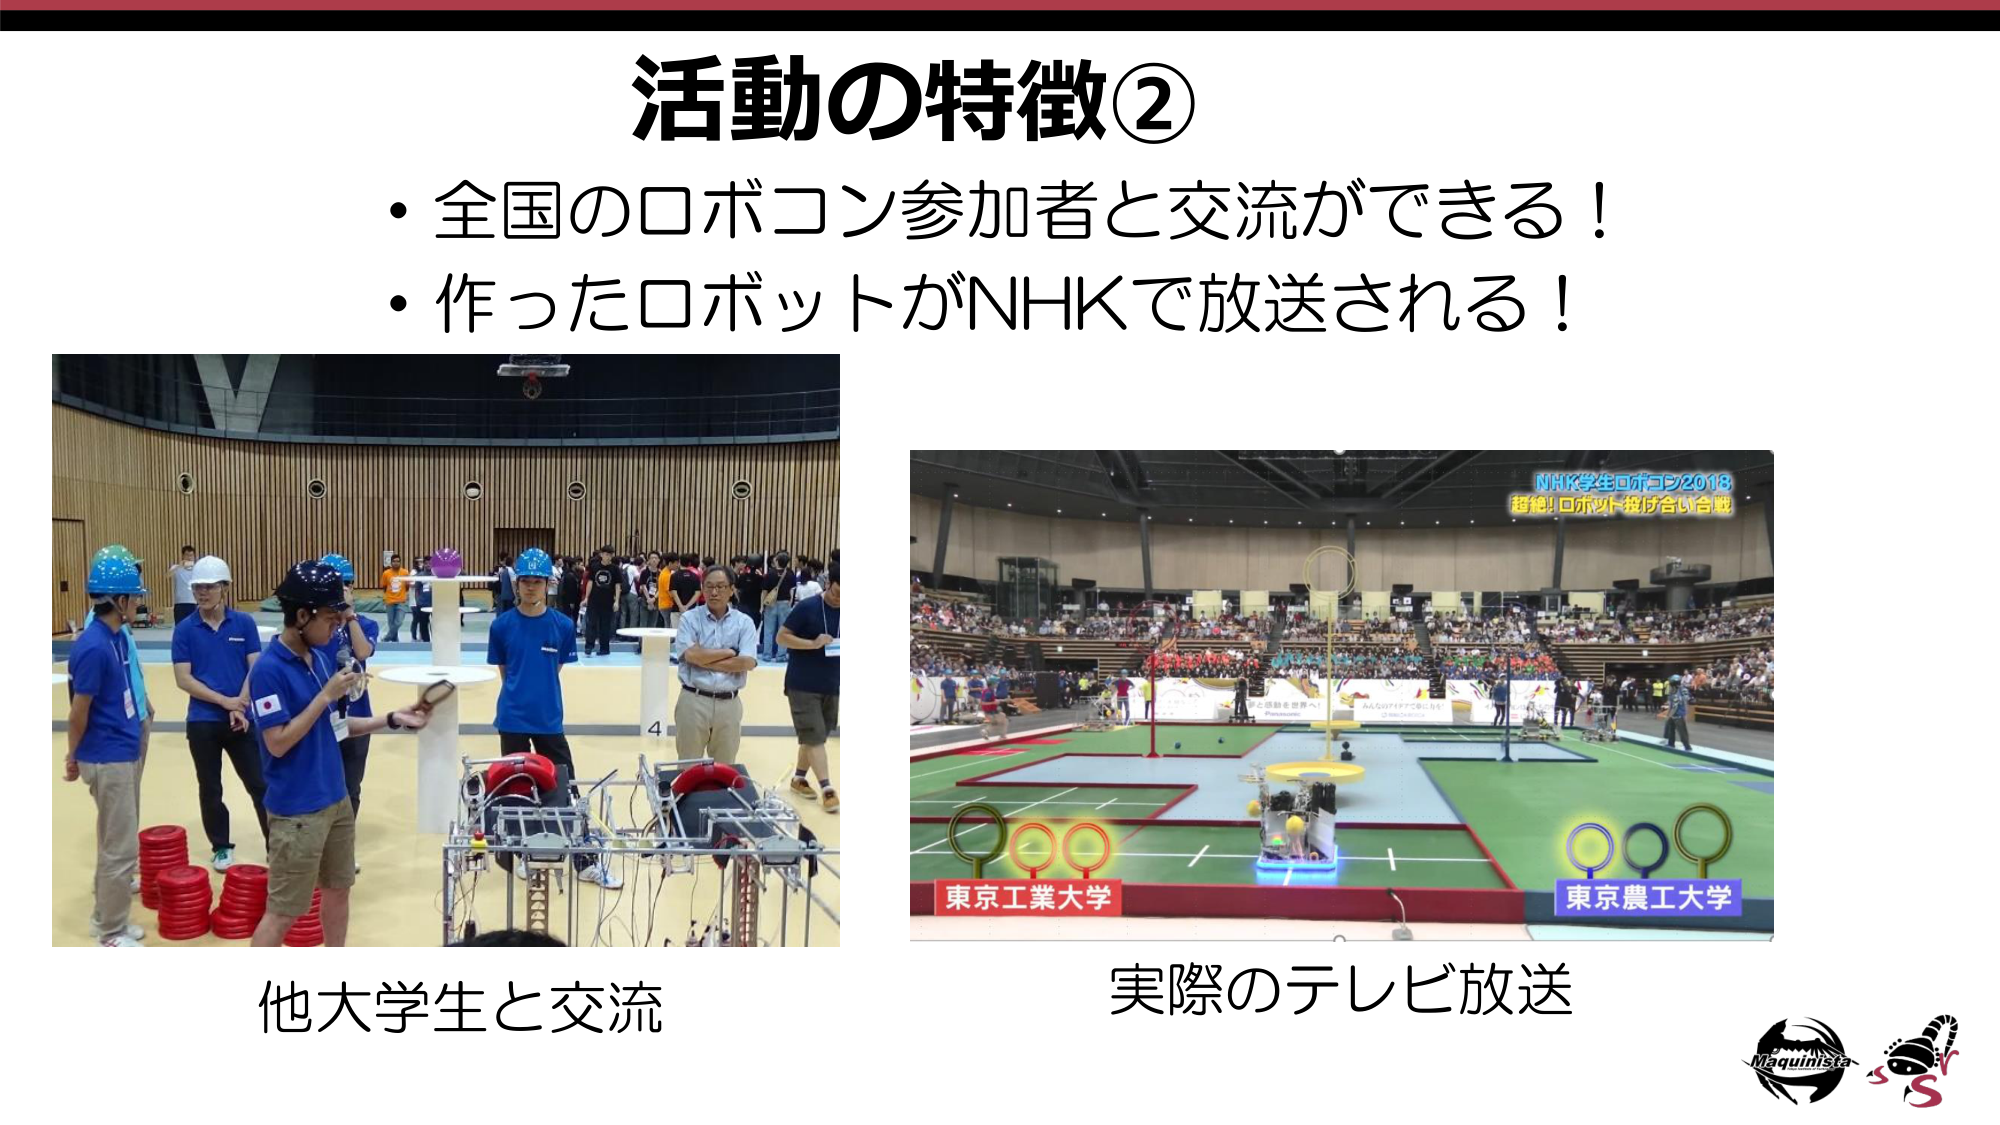 活動の特徴②
• 全国のロボコン参加者と交流ができる！
• 作ったロボットがNHKで放送される！
4
NHK学生ロボコン2018
超絶！ロボット投げ合い合戦
東京工業大学
東京農工大学
他大学生と交流
実際のテレビ放送
Maquinista
s S r